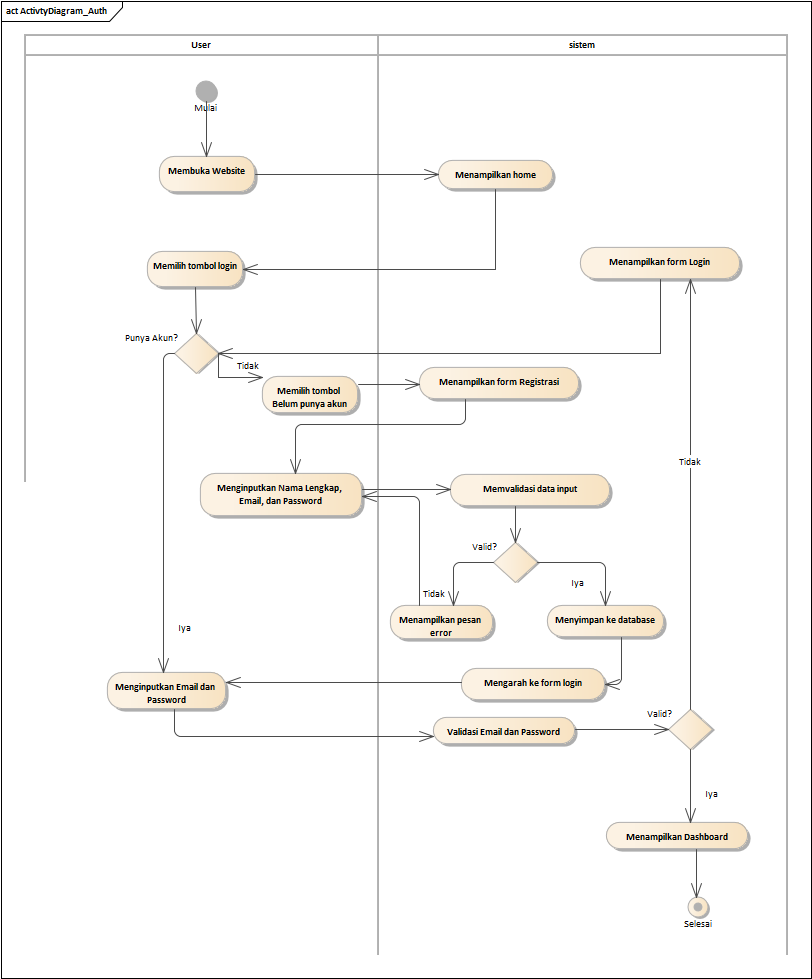 act ActivtyDiagram_Auth
User
sistem
Mulai
Membuka Website
Menampilkan home
Memilih tombol login
Menampilkan form Login
Punya Akun?
Tidak
Memilih tombol
Belum punya akun
Menampilkan form Registrasi
Tidak
Menginputkan Nama Lengkap,
Email, dan Password
Memvalidasi data input
Valid?
Iya
Tidak
Menampilkan pesan
error
Menyimpan ke database
Iya
Menginputkan Email dan
Password
Mengarah ke form login
Valid?
Validasi Email dan Password
Iya
Menampilkan Dashboard
Selesai